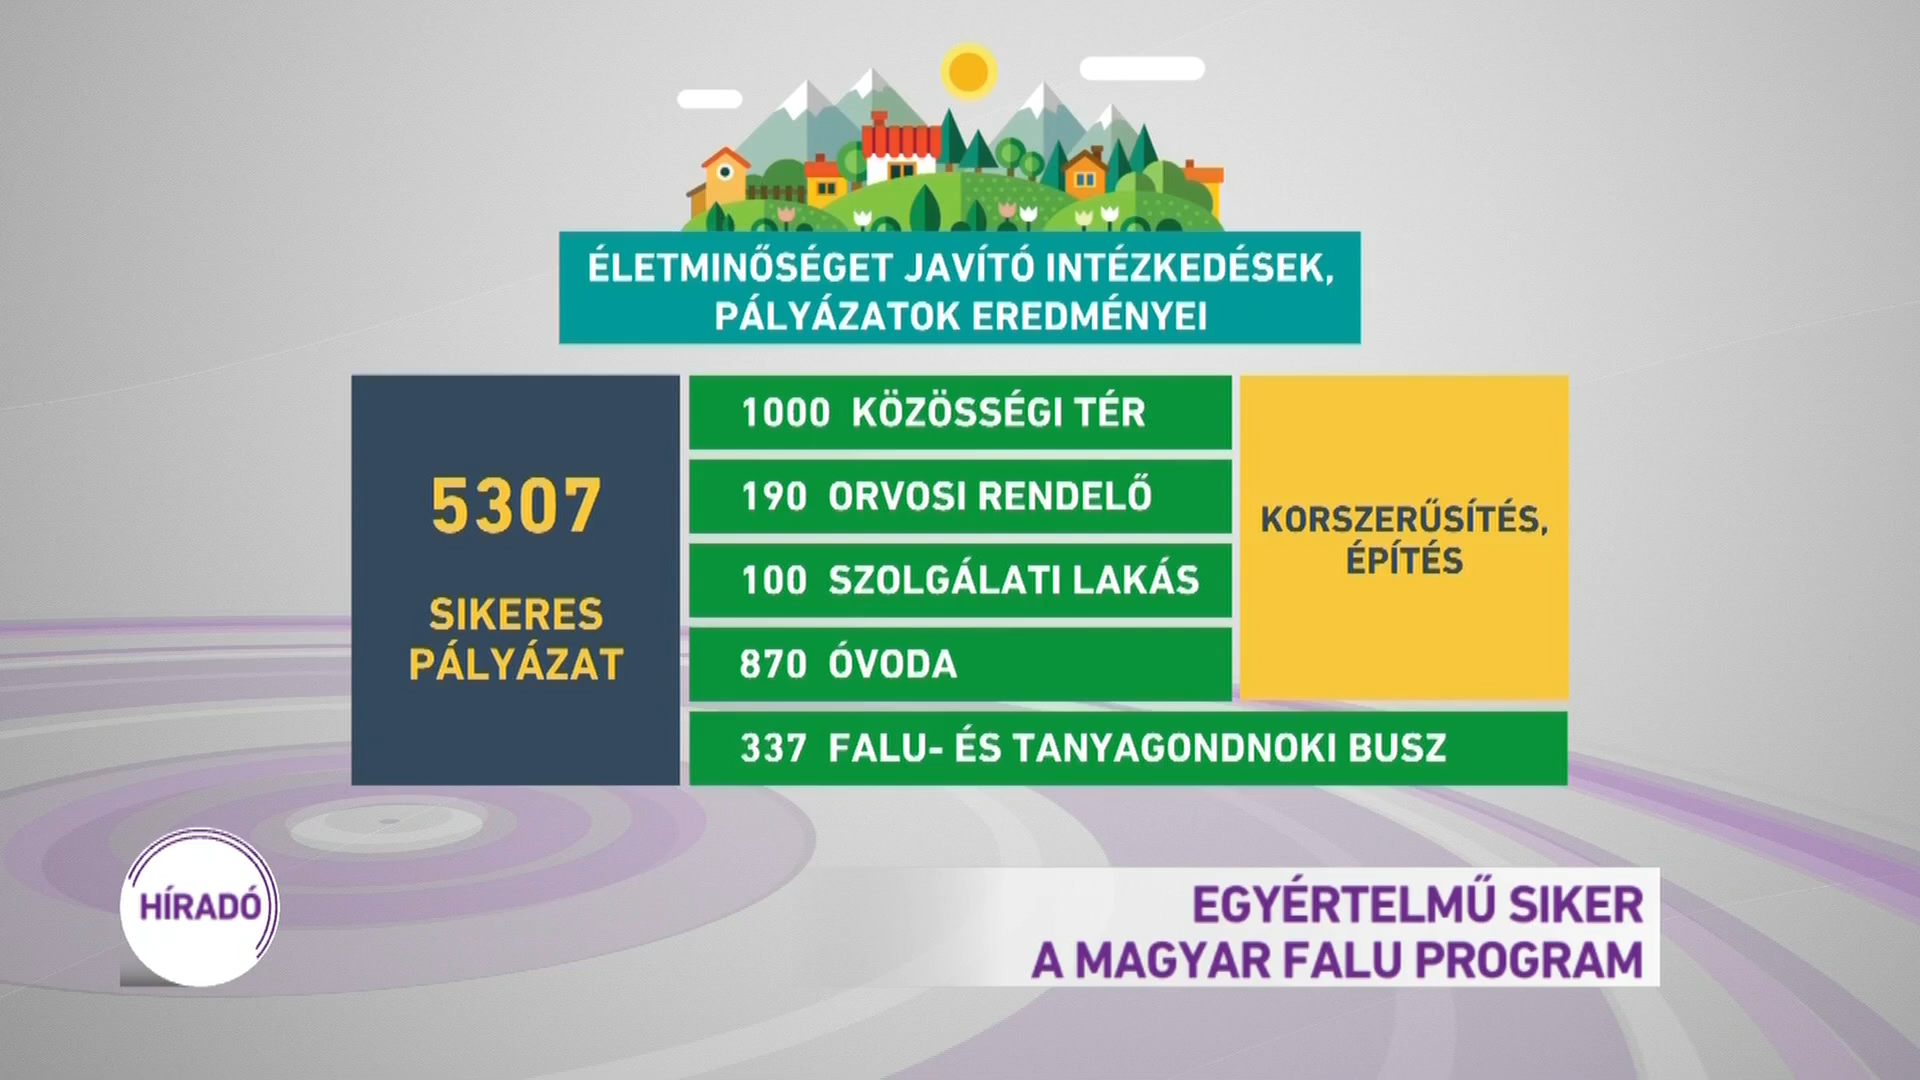 ÉLETMINŐSÉGET JAVÍTÓ INTÉZKEDÉSEK,
PÁLYÁZATOK EREDMÉNYEI
5307
SIKERES
PÁLYÁZAT
1000 KÖZÖSSÉGI TÉR
190 ORVOSI RENDELŐ
100 SZOLGÁLATI LAKÁS
870 ÓVODA
337 FALU- ÉS TANYAGONDNOKI BUSZ
KORSZERŰSÍTÉS,
ÉPÍTÉS
HÍRADÓ
EGYÉRTELMŰ SIKER
A MAGYAR FALU PROGRAM